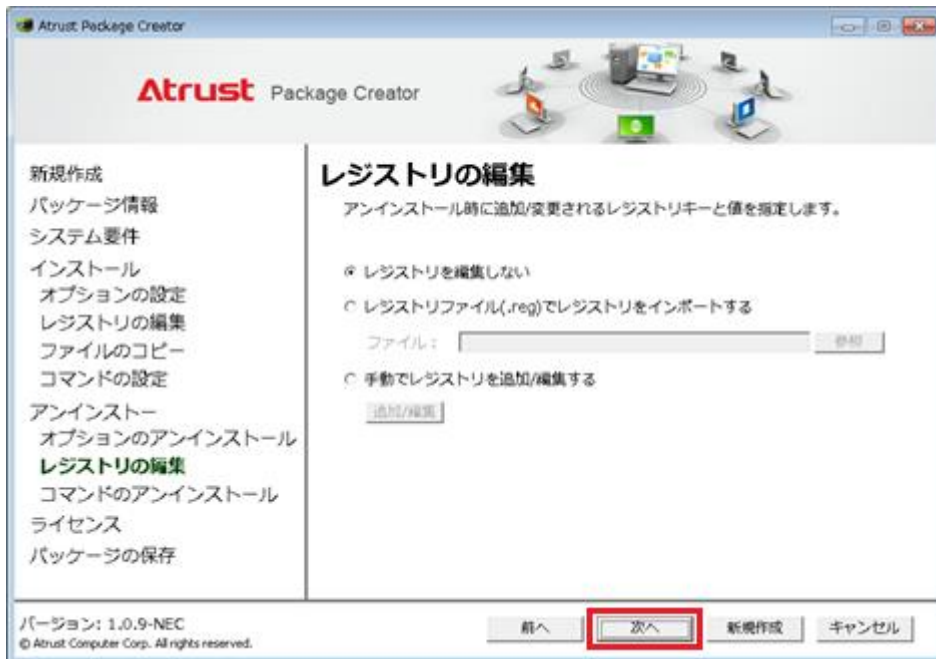 Atrust Package Creator
Atrust Package Creator
新規作成
パッケージ情報
システム要件
インストール
オプションの設定
レジストリの編集
ファイルのコピー
コマンドの設定
アンインストー
オプションのアンインストール
レジストリの編集
コマンドのアンインストール
ライセンス
パッケージの保存
レジストリの編集
アンインストール時に追加/変更されるレジストリキーと値を指定します。
レジストリを編集しない
レジストリファイル(.reg)でレジストリをインポートする
ファイル： 参照
手動でレジストリを追加/編集する
追加/編集
バージョン: 1.0.9-NEC
© Atrust Computer Corp. All rights reserved.
前へ 次へ 新規作成 キャンセル